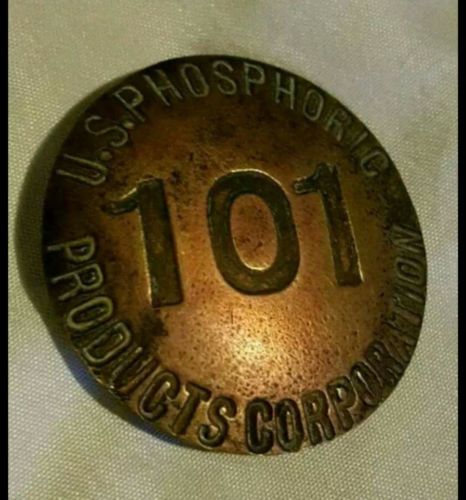 U.S. PHOSPHORIC
101
PRODUCTS CORPORATION